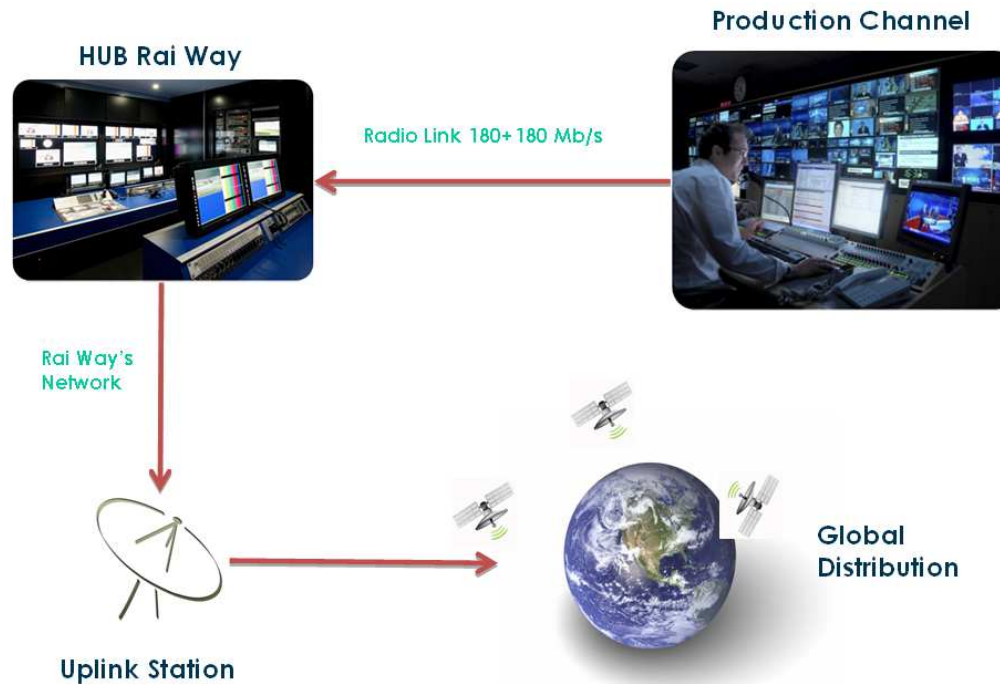 Production Channel
HUB Rai Way
Radio Link 180+180 Mb/s
Rai Way's
Network
Global
Distribution
Uplink Station